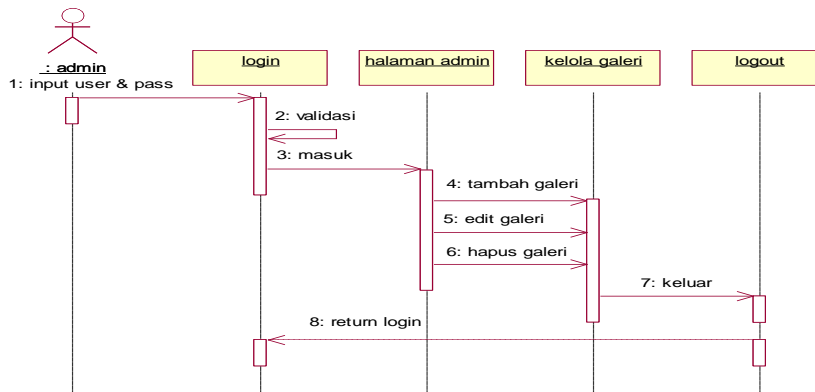 : admin
login
halaman admin
kelola galeri
logout
1: input user & pass
2: validasi
3: masuk
4: tambah galeri
5: edit galeri
6: hapus galeri
7: keluar
8: return login